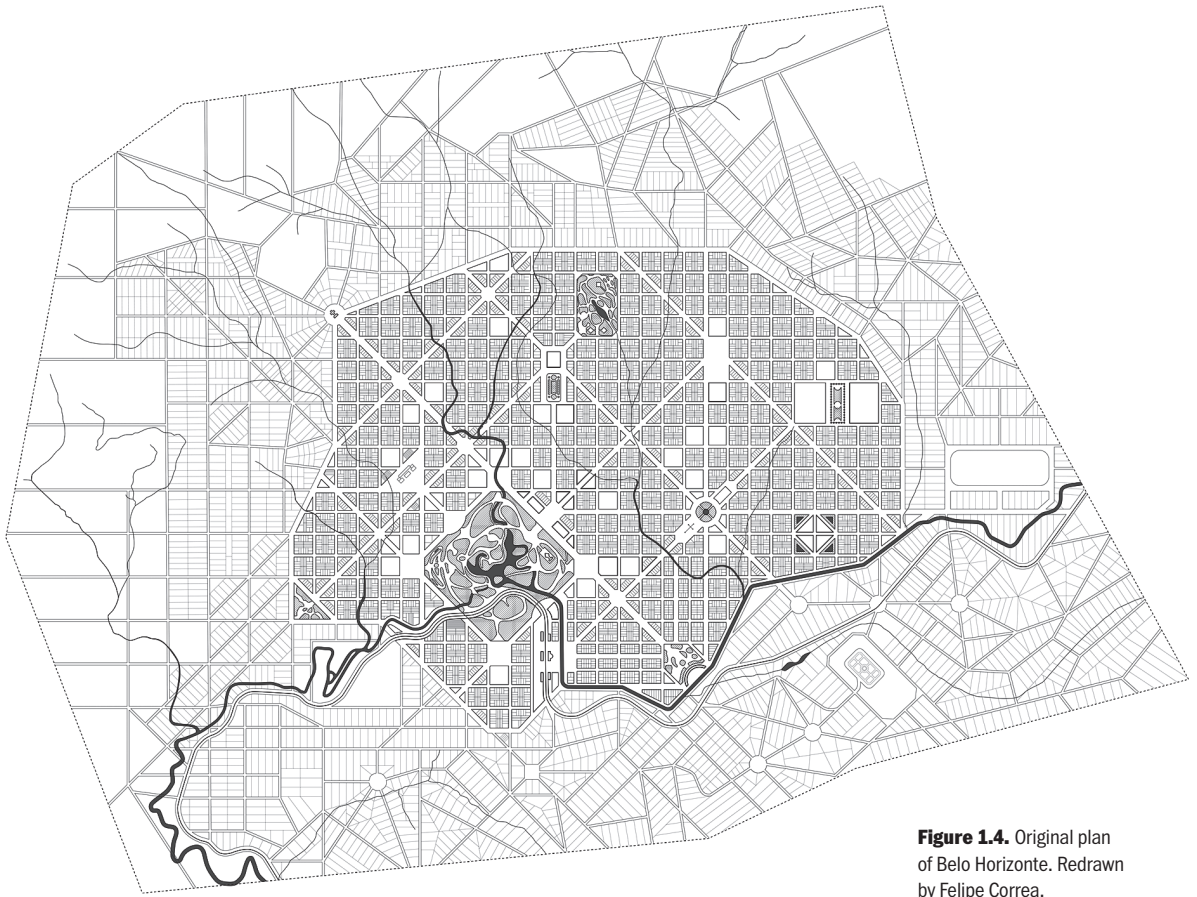 Figure 1.4. Original plan
of Belo Horizonte. Redrawn
by Felipe Correa.